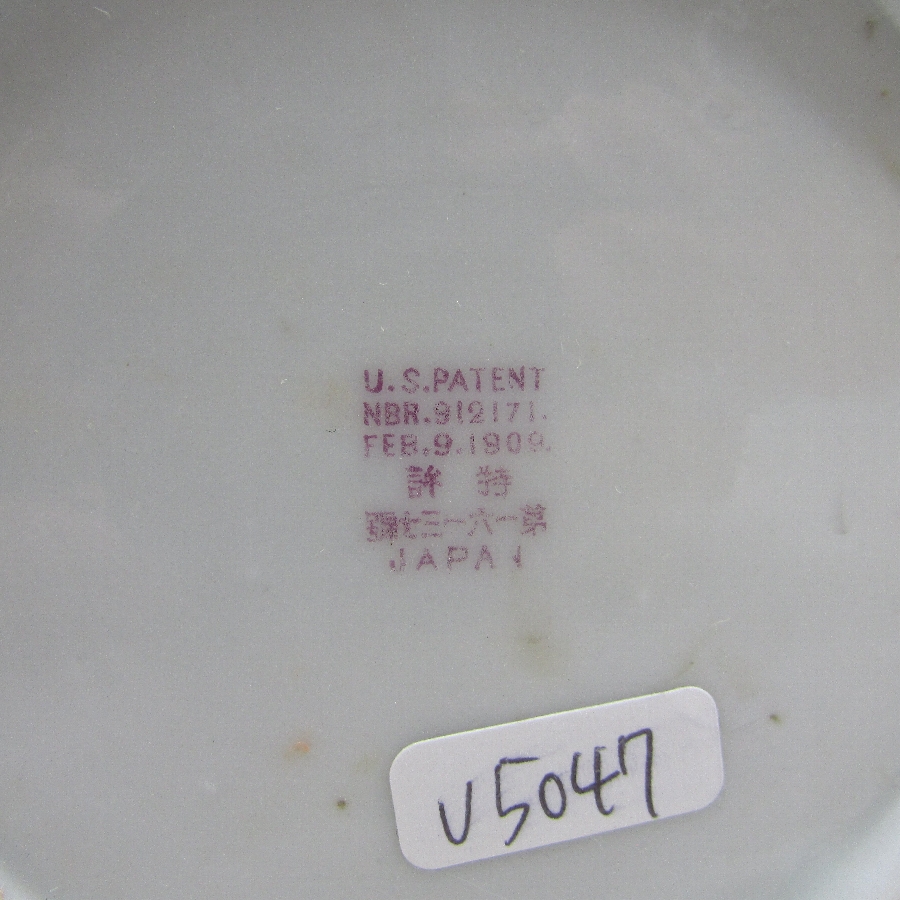 U.S.PATENT
NBR.912171.
FEB.9.1909.
許 特
號七三一六一第
JAPAN
V5047